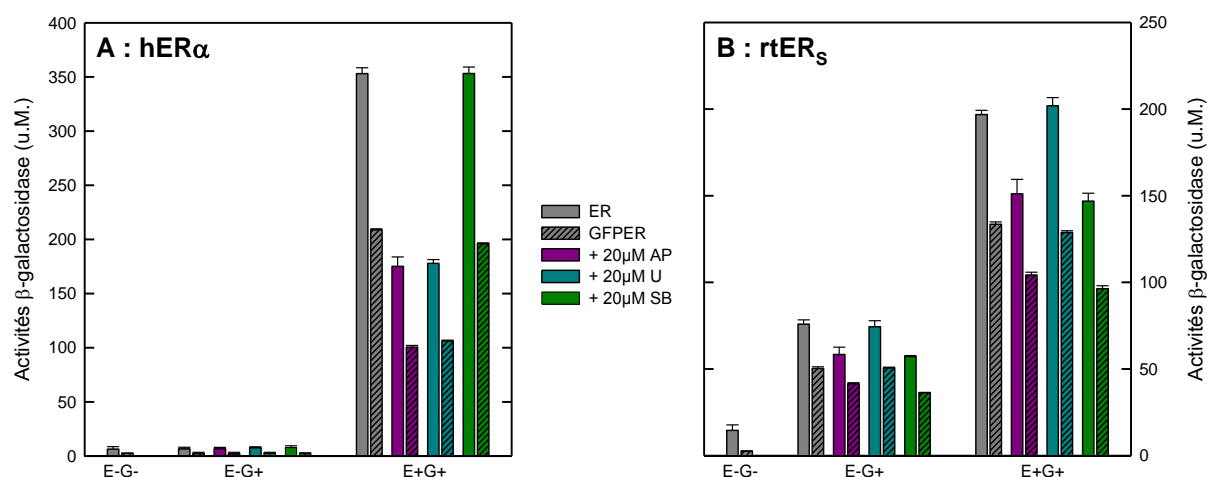 A : hERα
B : rtER_S
Activités β-galactosidase (u.M.)
400
350
300
250
200
150
100
50
0
E-G-
E-G+
E+G+
ER
GFPER
+ 20µM AP
+ 20µM U
+ 20µM SB
E-G-
E-G+
E+G+
250
200
150
100
50
0
Activités β-galactosidase (u.M.)